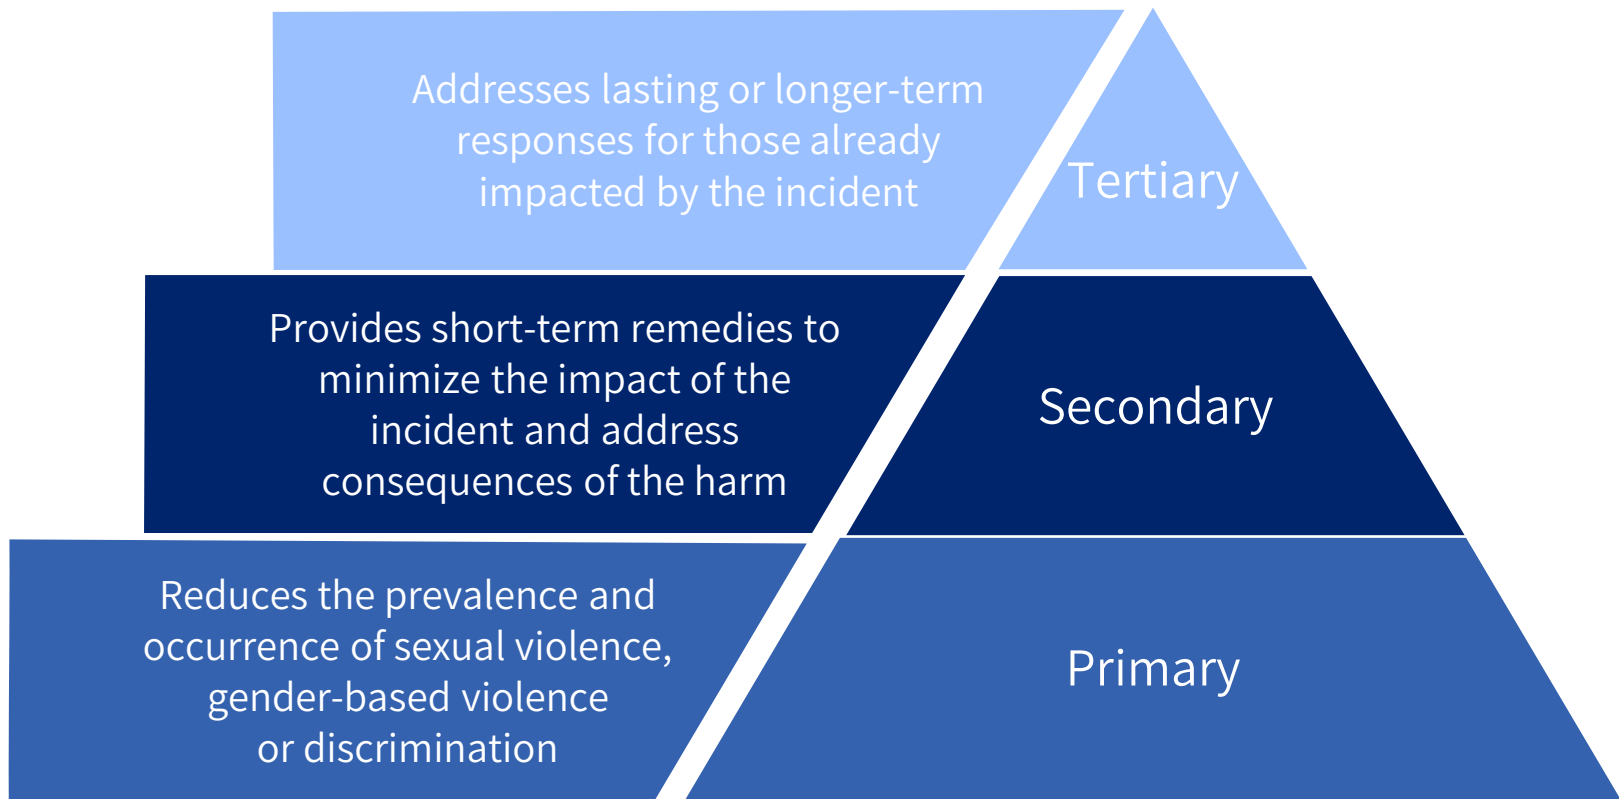 Addresses lasting or longer-term
responses for those already
impacted by the incident
Tertiary
Provides short-term remedies to
minimize the impact of the
incident and address
consequences of the harm
Secondary
Reduces the prevalence and
occurrence of sexual violence,
gender-based violence
or discrimination
Primary